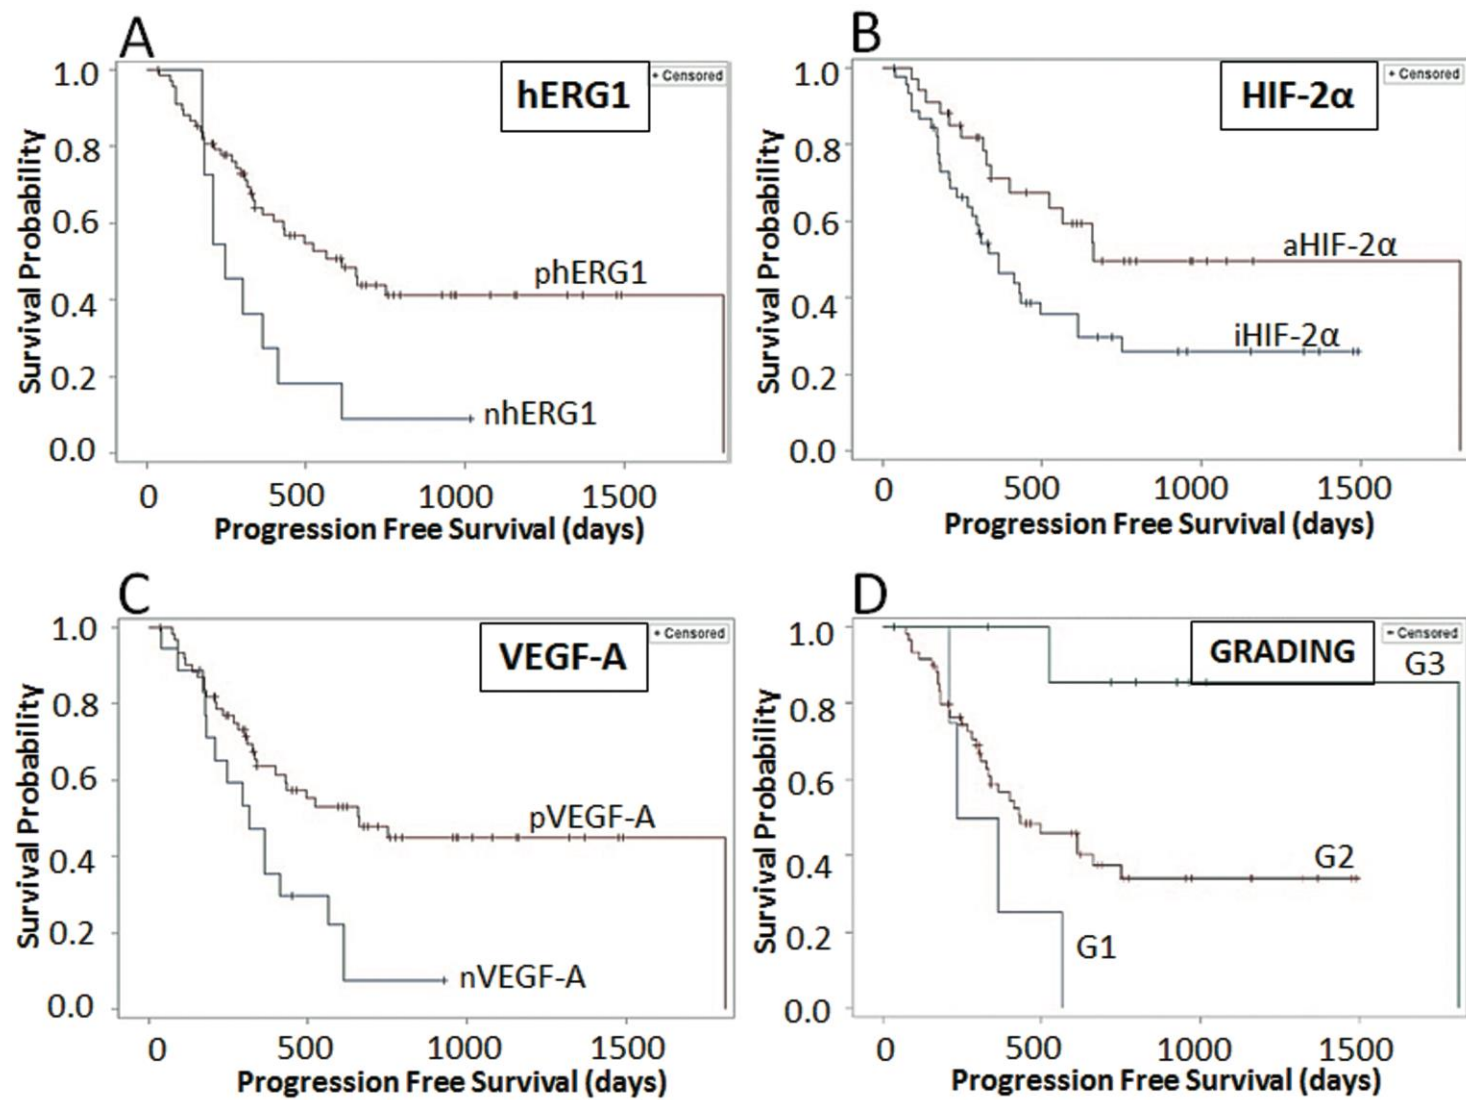 A
hERG1
+ Censored
1.0
0.8
0.6
0.4
0.2
0.0
Survival Probability
phERG1
nhERG1
0 500 1000 1500
Progression Free Survival (days)
B
HIF-2α
+ Censored
1.0
0.8
0.6
0.4
0.2
0.0
Survival Probability
aHIF-2α
iHIF-2α
0 500 1000 1500
Progression Free Survival (days)
C
VEGF-A
+ Censored
1.0
0.8
0.6
0.4
0.2
0.0
Survival Probability
pVEGF-A
nVEGF-A
0 500 1000 1500
Progression Free Survival (days)
D
GRADING
+ Censored
1.0
0.8
0.6
0.4
0.2
0.0
Survival Probability
G3
G2
G1
0 500 1000 1500
Progression Free Survival (days)